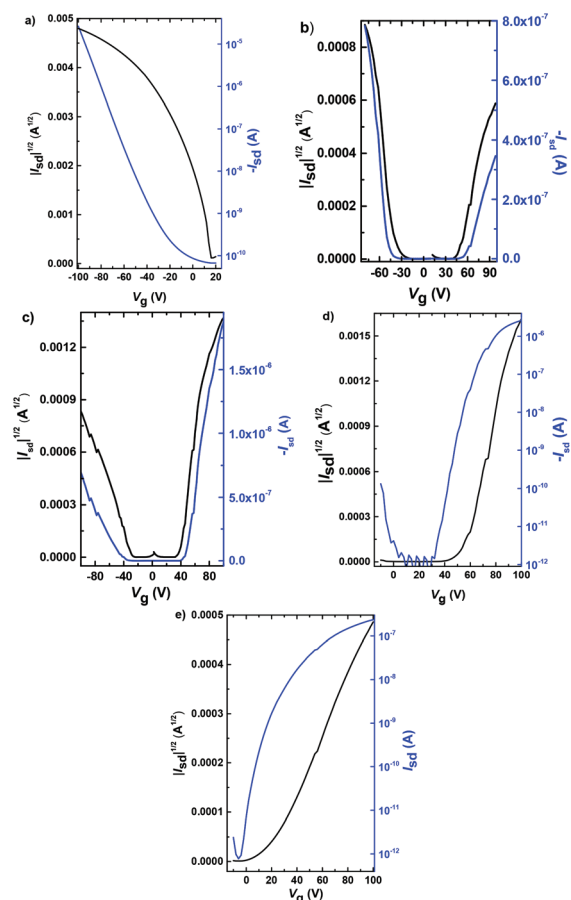 a)
0.005
0.004
0.003
0.002
0.001
0.000
|Isd|^1/2 (A^1/2)
10^-5
10^-6
10^-7
10^-8
10^-9
10^-10
-Isd (A)
-100 -80 -60 -40 -20 0 20
Vg (V)
b)
0.0008
0.0006
0.0004
0.0002
0.0000
|Isd|^1/2 (A^1/2)
8.0x10^-7
6.0x10^-7
4.0x10^-7
2.0x10^-7
0.0
-Isd (A)
-60 -30 0 30 60 90
Vg (V)
c)
0.0012
0.0009
0.0006
0.0003
0.0000
|Isd|^1/2 (A^1/2)
1.5x10^-6
1.0x10^-6
5.0x10^-7
0.0
-Isd (A)
-80 -40 0 40 80
Vg (V)
d)
0.0015
0.0012
0.0009
0.0006
0.0003
0.0000
|Isd|^1/2 (A^1/2)
10^-6
10^-7
10^-8
10^-9
10^-10
10^-11
10^-12
-Isd (A)
0 20 40 60 80 100
Vg (V)
e)
0.0005
0.0004
0.0003
0.0002
0.0001
0.0000
|Isd|^1/2 (A^1/2)
10^-7
10^-8
10^-9
10^-10
10^-11
10^-12
Isd (A)
0 20 40 60 80 100
Vg (V)